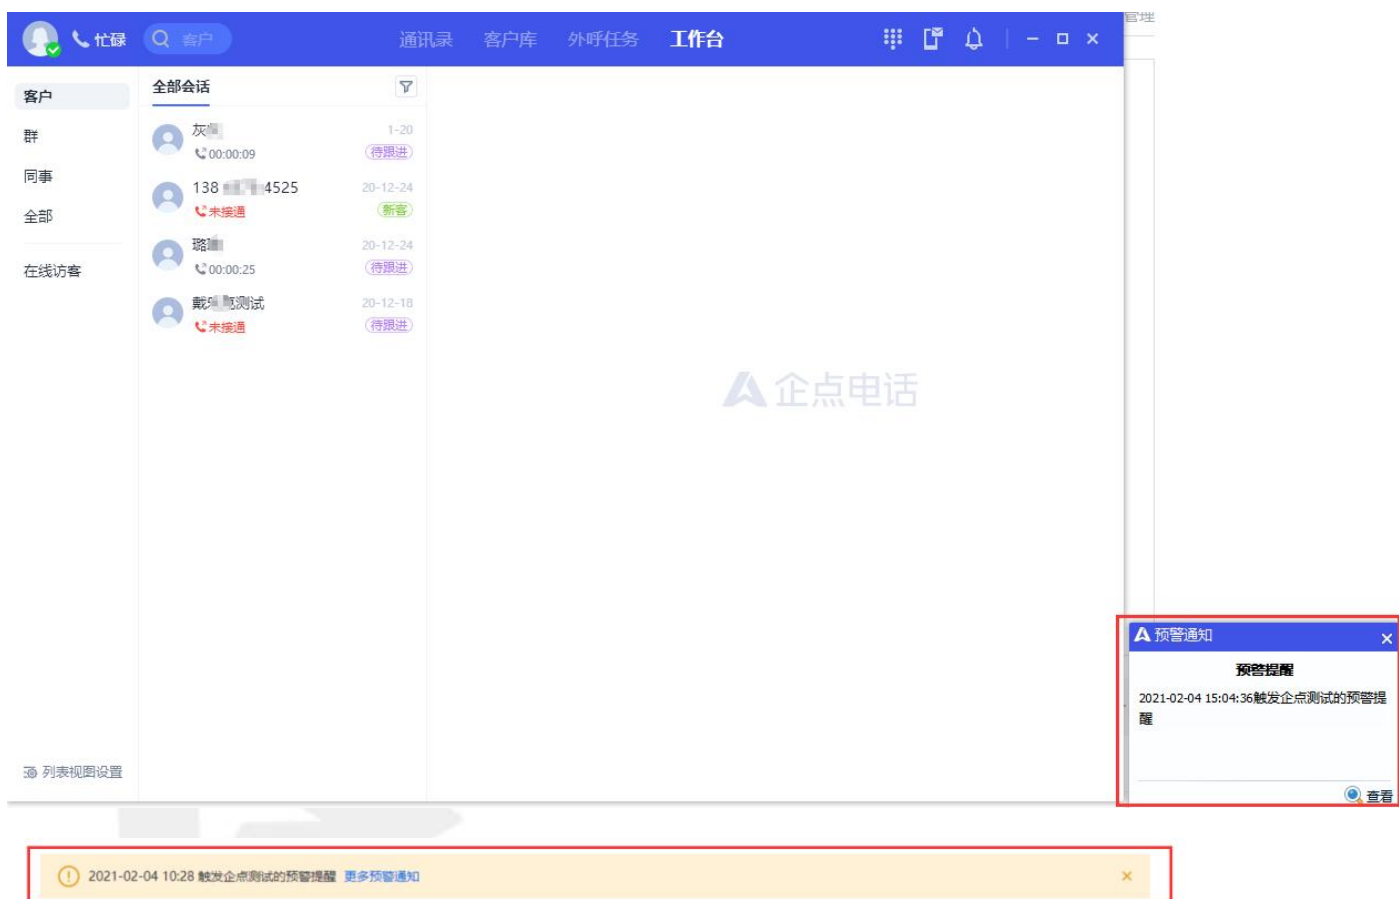 管理
忙碌 客户 通讯录 客户库 外呼任务 工作台
客户
群
同事
全部
在线访客
列表视图设置
全部会话
灰 1-20
00:00:09 待跟进
138 4525 20-12-24
未接通 新客
璐 20-12-24
00:00:25 待跟进
戴 测试 20-12-18
未接通 待跟进
企点电话
预警通知
预警提醒
2021-02-04 15:04:36触发企点测试的预警提
醒
查看
2021-02-04 10:28 触发企点测试的预警提醒 更多预警通知